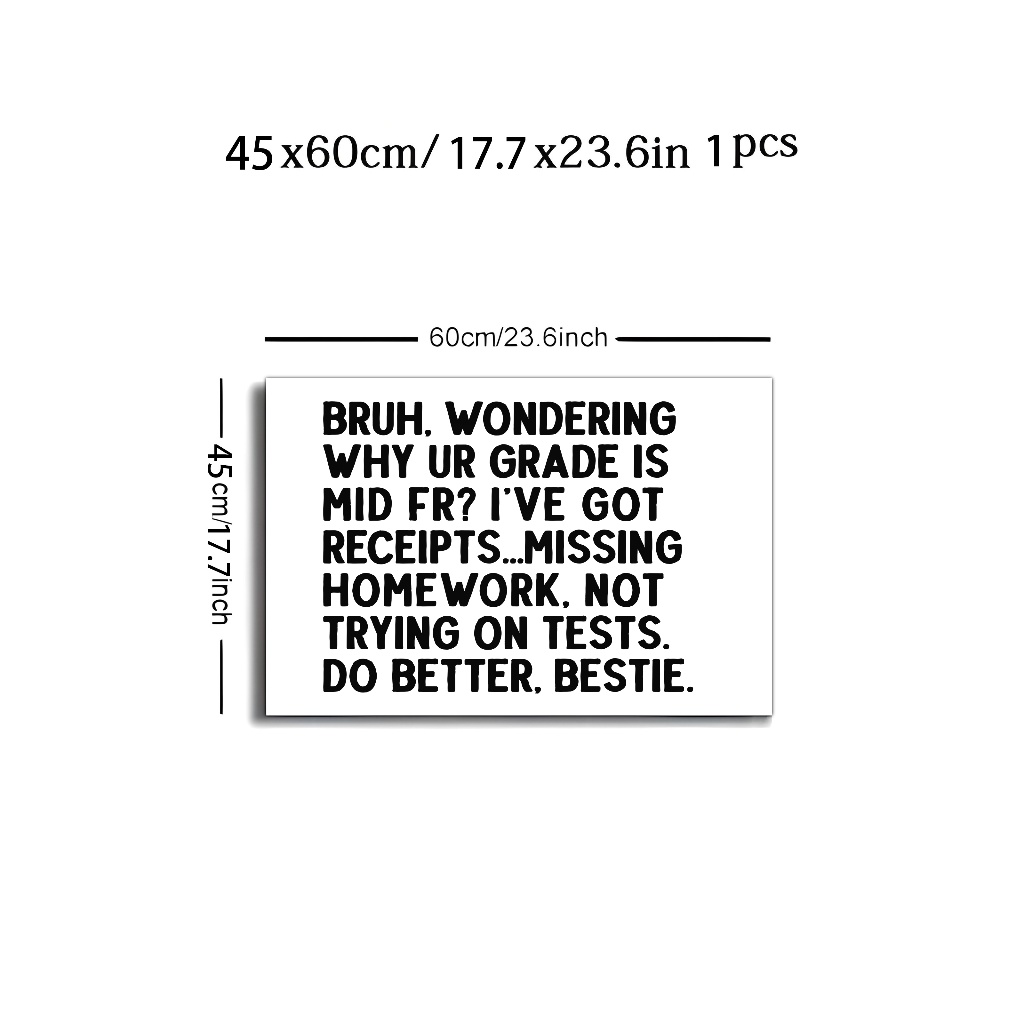 45x60cm/ 17.7x23.6in 1pcs
60cm/23.6inch
45cm/17.7inch
BRUH, WONDERING
WHY UR GRADE IS
MID FR? I'VE GOT
RECEIPTS...MISSING
HOMEWORK, NOT
TRYING ON TESTS.
DO BETTER, BESTIE.